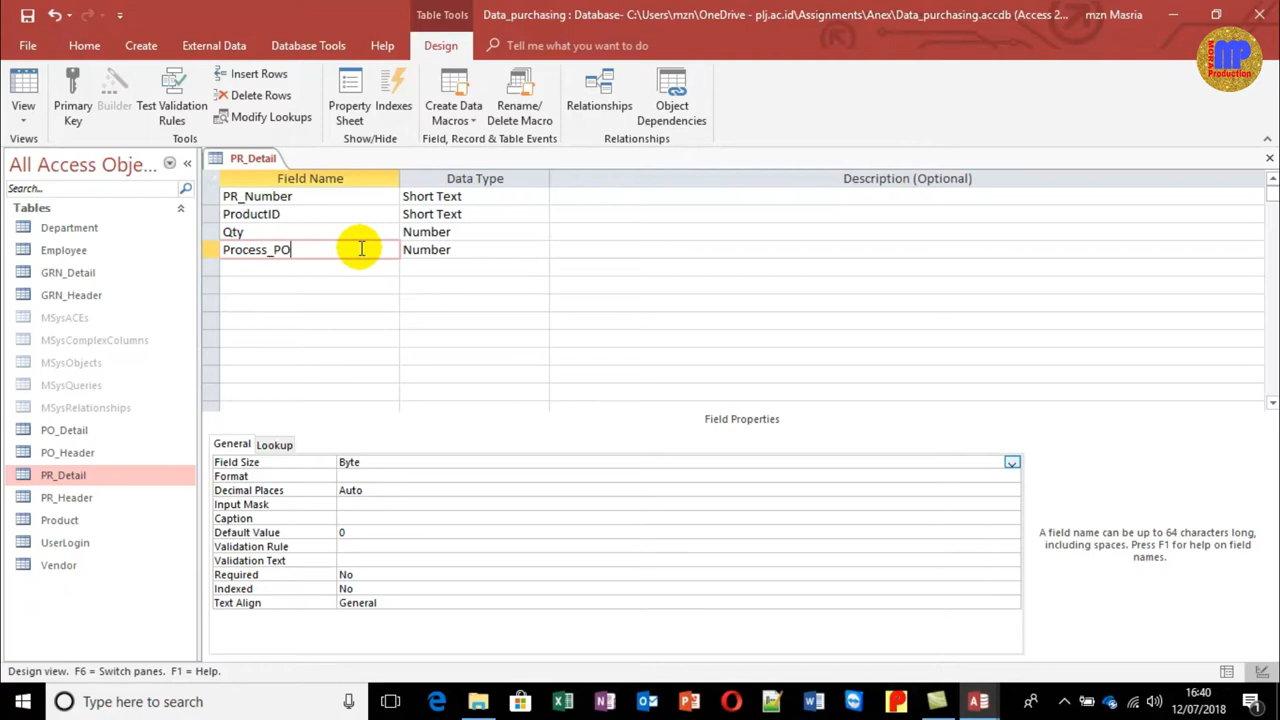 Table Tools
Data_purchasing : Database- C:\Users\mzn\OneDrive - plj.ac.id\Assignments\Anex\Data_purchasing.accdb (Access 2...
mzn Masria
File
Home
Create
External Data
Database Tools
Help
Design
Tell me what you want to do
View
Primary
Key
Builder
Test Validation
Rules
Insert Rows
Delete Rows
Modify Lookups
Property
Sheet
Indexes
Create Data
Macros
Rename/
Delete Macro
Relationships
Object
Dependencies
Views
Tools
Show/Hide
Field, Record & Table Events
Relationships
MP
Production
All Access Obje...
Search...
Tables
Department
Employee
GRN_Detail
GRN_Header
MSysACEs
MSysComplexColumns
MSysObjects
MSysQueries
MSysRelationships
PO_Detail
PO_Header
PR_Detail
PR_Header
Product
UserLogin
Vendor
PR_Detail
Field Name Data Type Description (Optional)
PR_Number Short Text
ProductID Short Text
Qty Number
Process_PO Number
Field Properties
General Lookup
Field Size Byte
Format
Decimal Places Auto
Input Mask
Caption
Default Value 0
Validation Rule
Validation Text
Required No
Indexed No
Text Align General
A field name can be up to 64 characters long,
including spaces. Press F1 for help on field
names.
Design view. F6 = Switch panes. F1 = Help.
Type here to search
16:40
12/07/2018